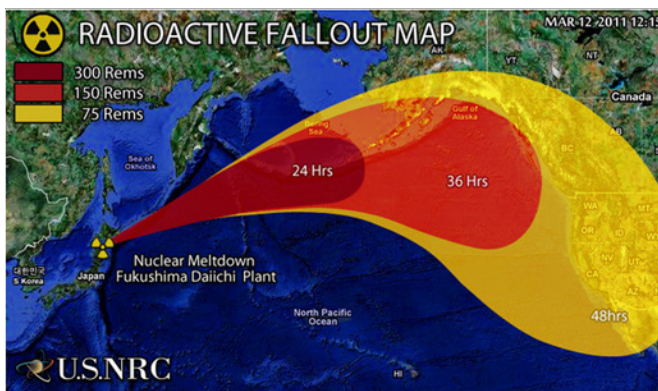 RADIOACTIVE FALLOUT MAP
MAR 12 2011 12:15
300 Rems
150 Rems
75 Rems
AK
YT
NT
Canada
Bering
Sea
Gulf of
Alaska
Sea of
Okhotsk
AB
BC
24 Hrs
36 Hrs
WA
MT
OR
ID
WY
대한민국
S Korea
Japan
Nuclear Meltdown
Fukushima Daiichi Plant
NV
UT
CA
AZ
North Pacific
Ocean
48hrs
HI
U.S.NRC